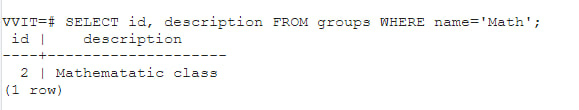 VVIT=# SELECT id, description FROM groups WHERE name='Math';
 id |     description
----+---------------------
  2 | Mathematatic class
(1 row)